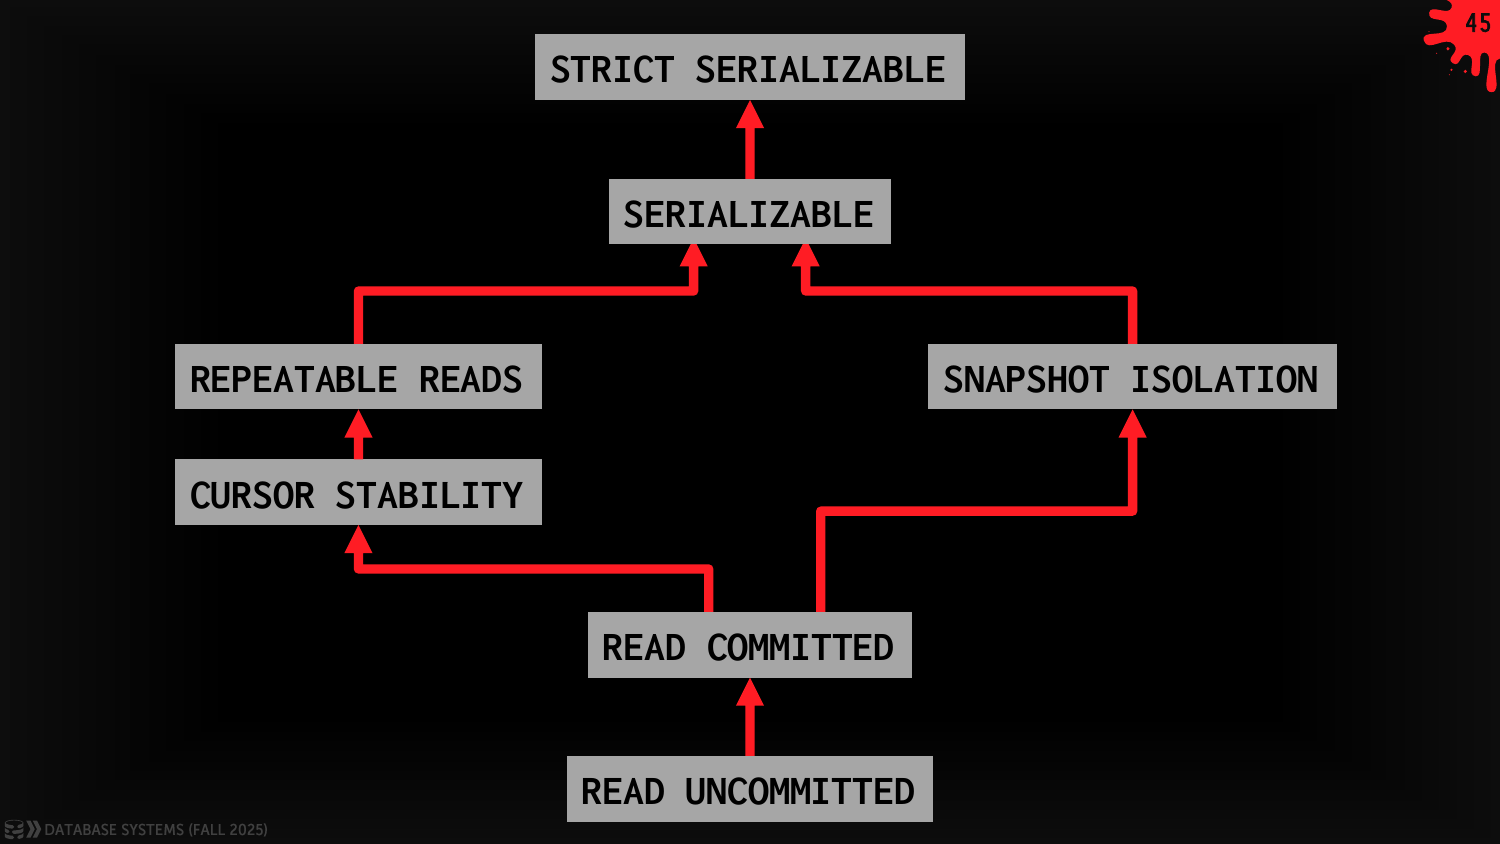 45
STRICT SERIALIZABLE
SERIALIZABLE
REPEATABLE READS
SNAPSHOT ISOLATION
CURSOR STABILITY
READ COMMITTED
READ UNCOMMITTED
DATABASE SYSTEMS (FALL 2025)